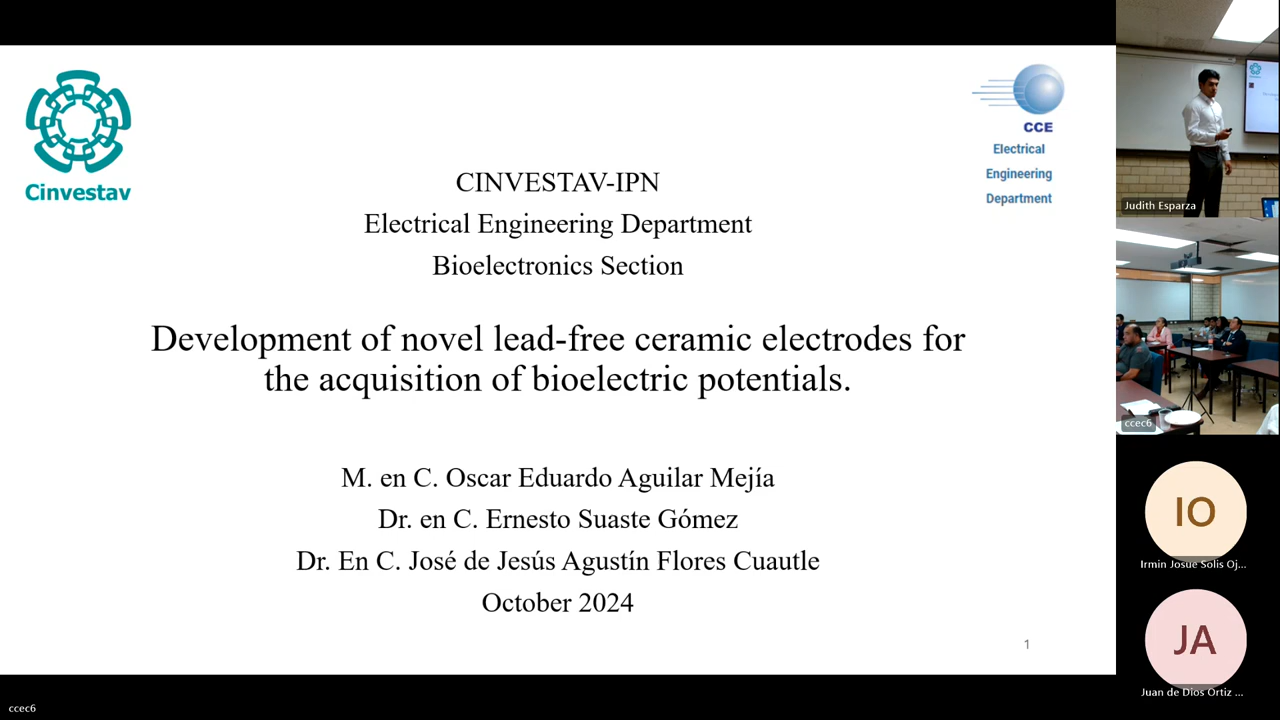 Cinvestav
CCE
Electrical
Engineering
Department
CINVESTAV-IPN
Electrical Engineering Department
Bioelectronics Section
Development of novel lead-free ceramic electrodes for
the acquisition of bioelectric potentials.
M. en C. Oscar Eduardo Aguilar Mejía
Dr. en C. Ernesto Suaste Gómez
Dr. En C. José de Jesús Agustín Flores Cuautle
October 2024
1
Judith Esparza
ccec6
IO
Irmin Josue Solis Oj...
JA
Juan de Dios Ortiz ...
ccec6